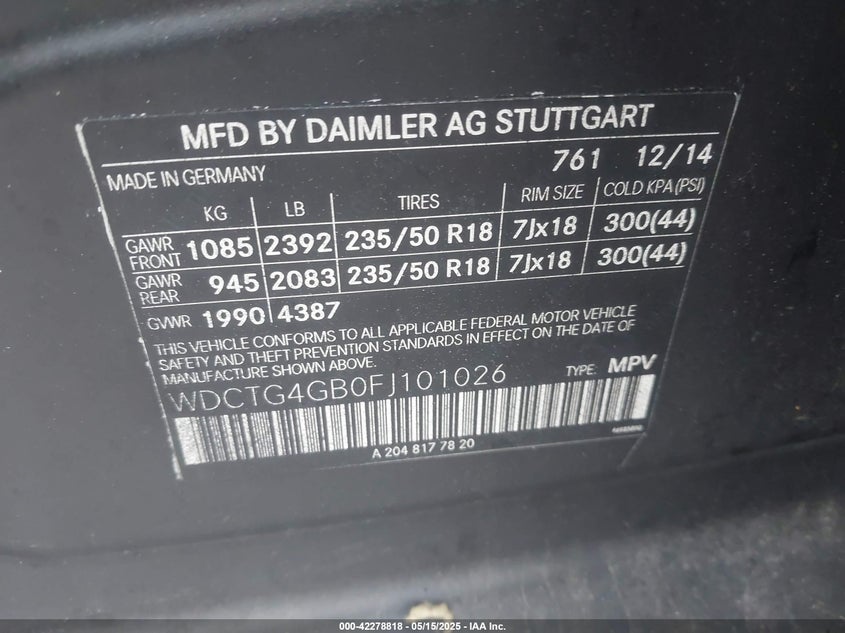 MFD BY DAIMLER AG STUTTGART
761 12/14
MADE IN GERMANY
KG LB TIRES RIM SIZE COLD KPA (PSI)
GAWR FRONT 1085 2392 235/50 R18 7Jx18 300(44)
GAWR REAR 945 2083 235/50 R18 7Jx18 300(44)
GVWR 1990 4387
THIS VEHICLE CONFORMS TO ALL APPLICABLE FEDERAL MOTOR VEHICLE
SAFETY AND THEFT PREVENTION STANDARDS IN EFFECT ON THE DATE OF
MANUFACTURE SHOWN ABOVE.
WDCTG4GB0FJ101026 TYPE: MPV
A 204 817 78 20
000-42278818 - 05/15/2025 - IAA Inc.